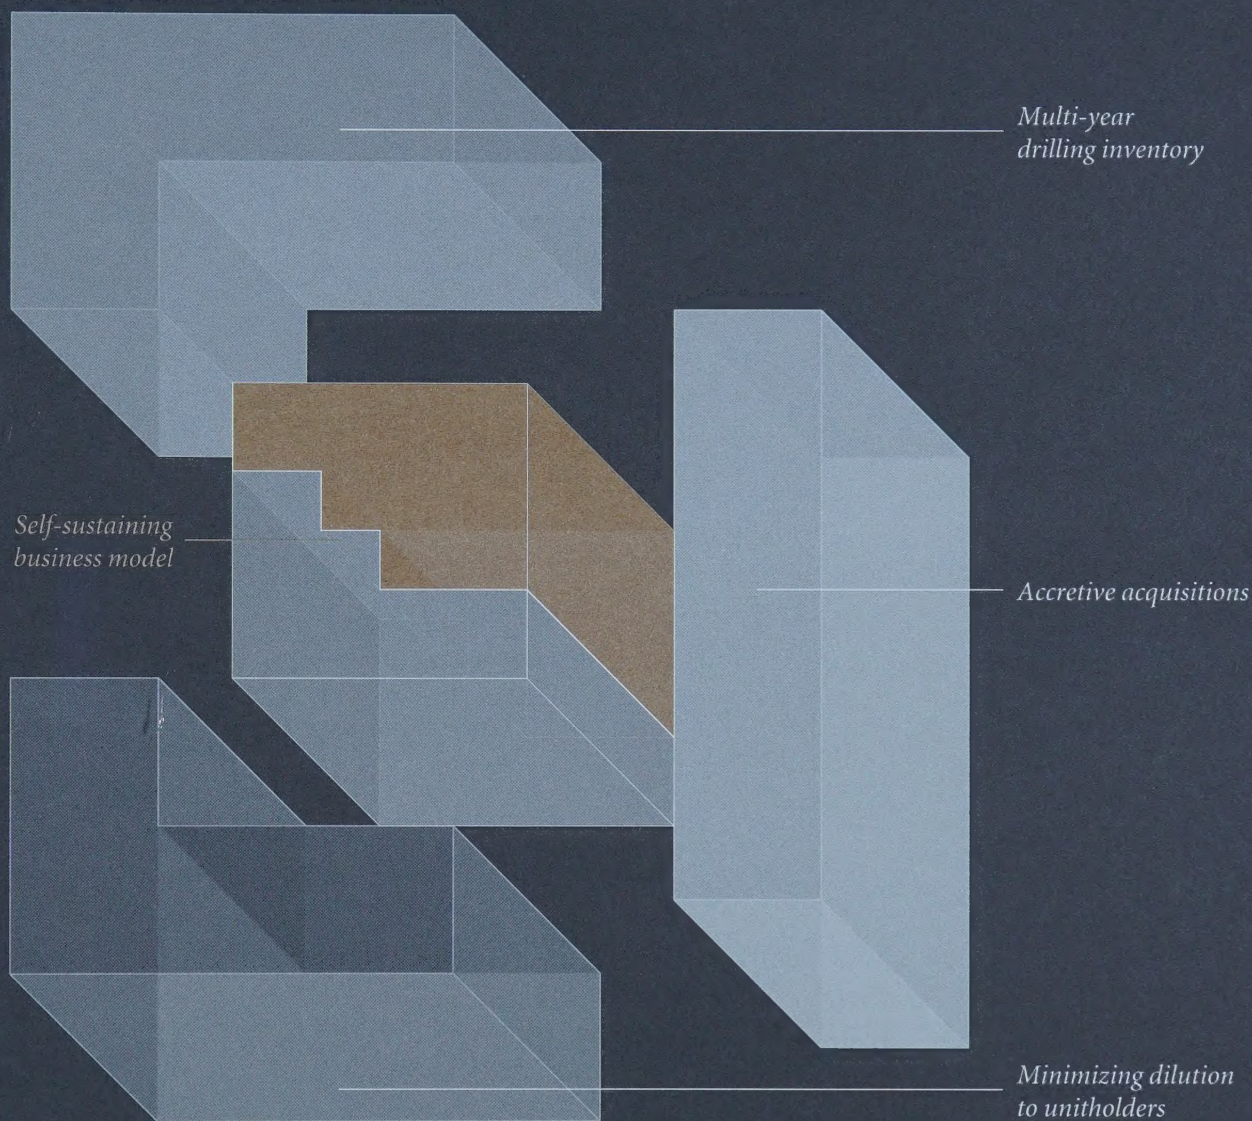 Multi-year
drilling inventory
Self-sustaining
business model
Accretive acquisitions
Minimizing dilution
to unitholders